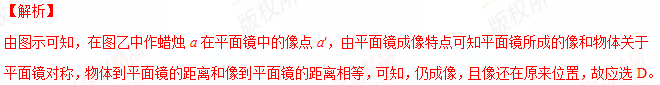 【解析】
由图示可知，在图乙中作蜡烛 a 在平面镜中的像点 a′，由平面镜成像特点可知平面镜所成的像和物体关于
平面镜对称，物体到平面镜的距离和像到平面镜的距离相等，可知，仍成像，且像还在原来位置，故应选 D。